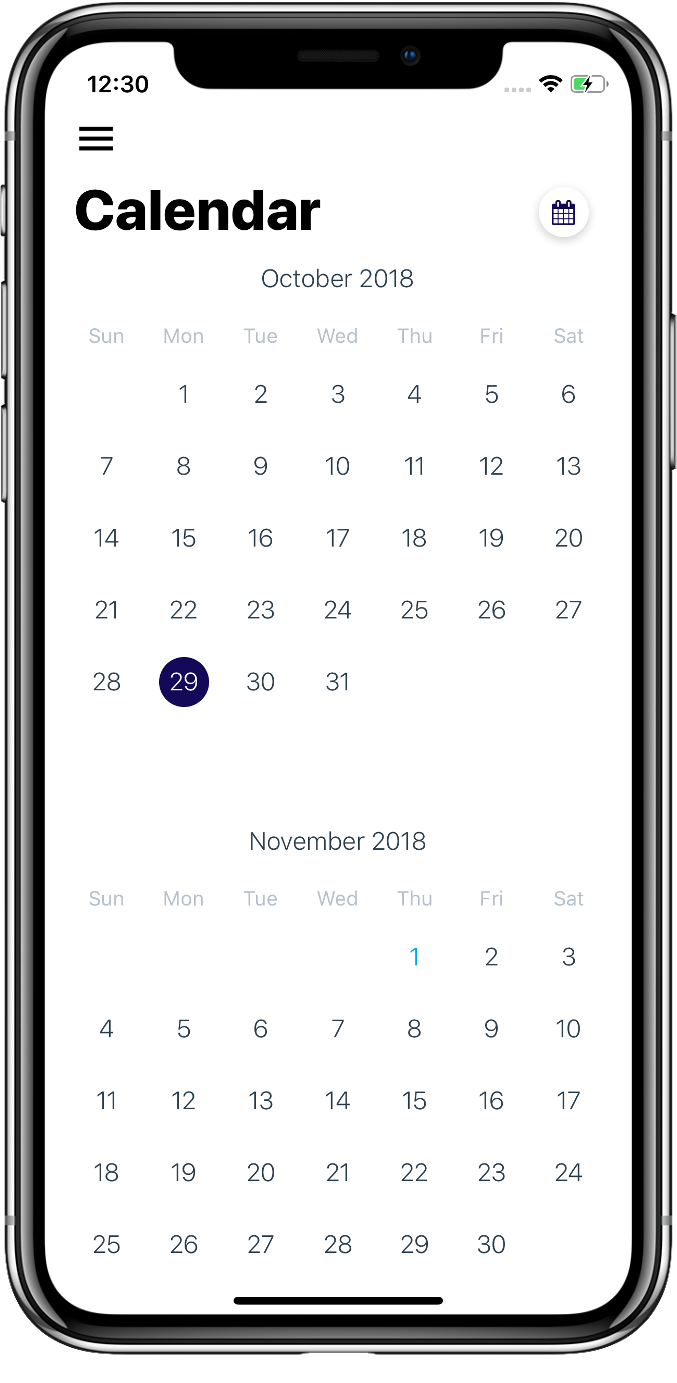 12:30
Calendar
October 2018
Sun Mon Tue Wed Thu Fri Sat
1 2 3 4 5 6
7 8 9 10 11 12 13
14 15 16 17 18 19 20
21 22 23 24 25 26 27
28 29 30 31
November 2018
Sun Mon Tue Wed Thu Fri Sat
1 2 3
4 5 6 7 8 9 10
11 12 13 14 15 16 17
18 19 20 21 22 23 24
25 26 27 28 29 30